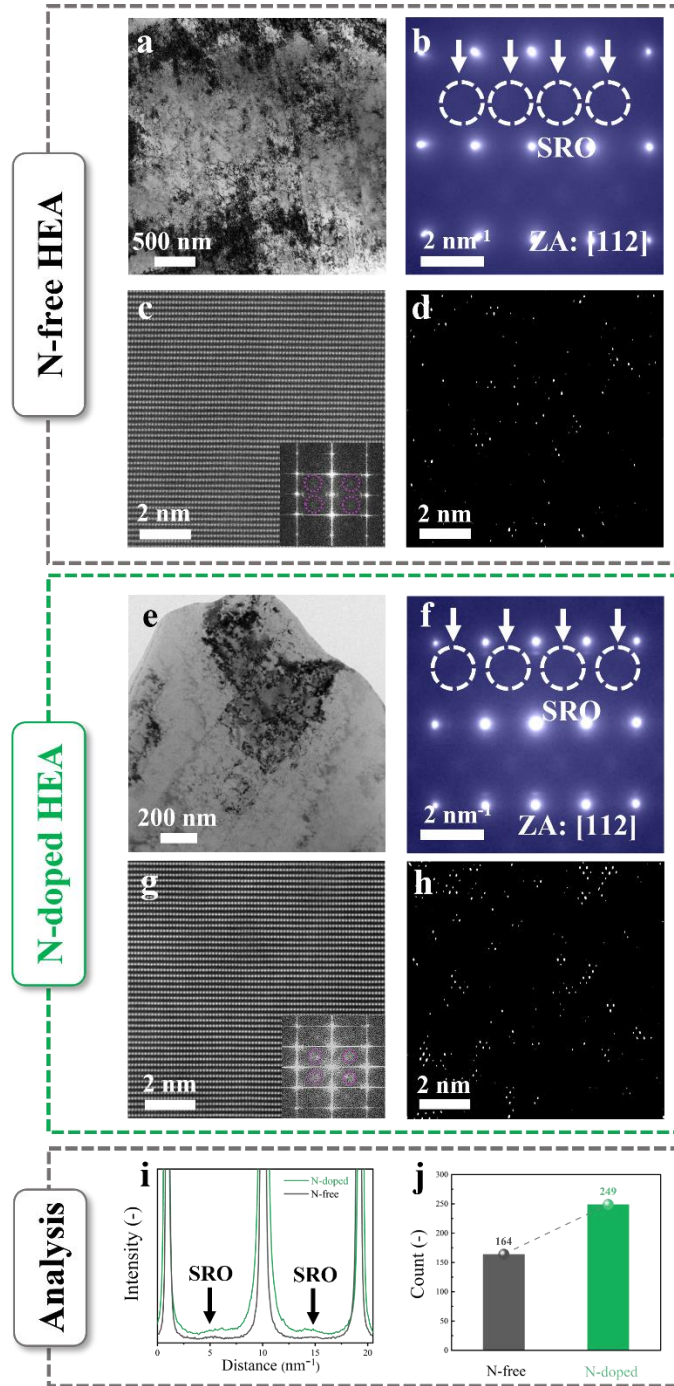 N-free HEA
a
500 nm
b
SRO
2 nm-1
ZA: [112]
c
2 nm
d
2 nm
N-doped HEA
e
200 nm
f
SRO
2 nm-1
ZA: [112]
g
2 nm
h
2 nm
Analysis
i
N-doped
N-free
SRO
SRO
Intensity (-)
0 5 10 15 20
Distance (nm⁻¹)
j
300
250
200
150
100
50
0
Count (-)
164
249
N-free
N-doped